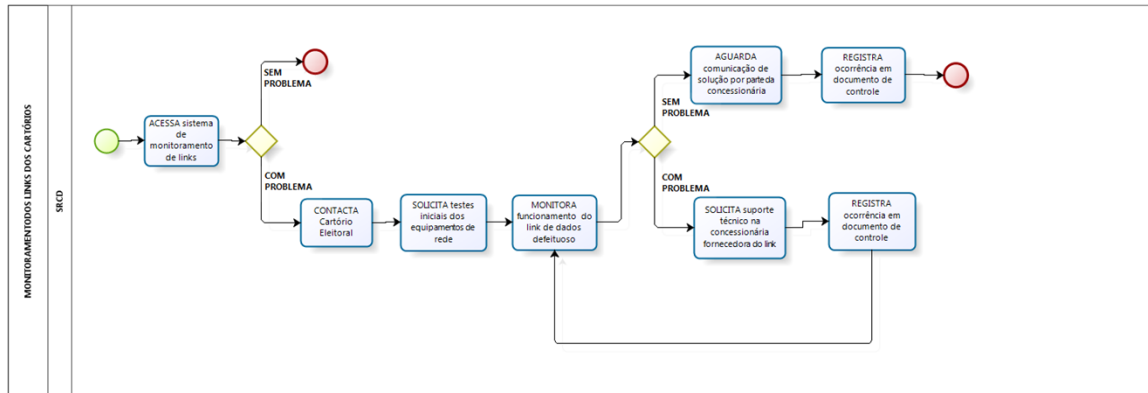 MONITORAMENTODOS LINKS DOS CARTÓRIOS
SRCD
ACESSA sistema
de
monitoramento
de links
SEM
PROBLEMA
COM
PROBLEMA
CONTACTA
Cartório
Eleitoral
SOLICITA testes
iniciais dos
equipamentos de
rede
MONITORA
funcionamento do
link de dados
defeituoso
SEM
PROBLEMA
AGUARDA
comunicação de
solução por parteda
concessionária
REGISTRA
ocorrência em
documento de
controle
COM
PROBLEMA
SOLICITA suporte
técnico na
concessionária
fornecedora do link
REGISTRA
ocorrência em
documento de
controle